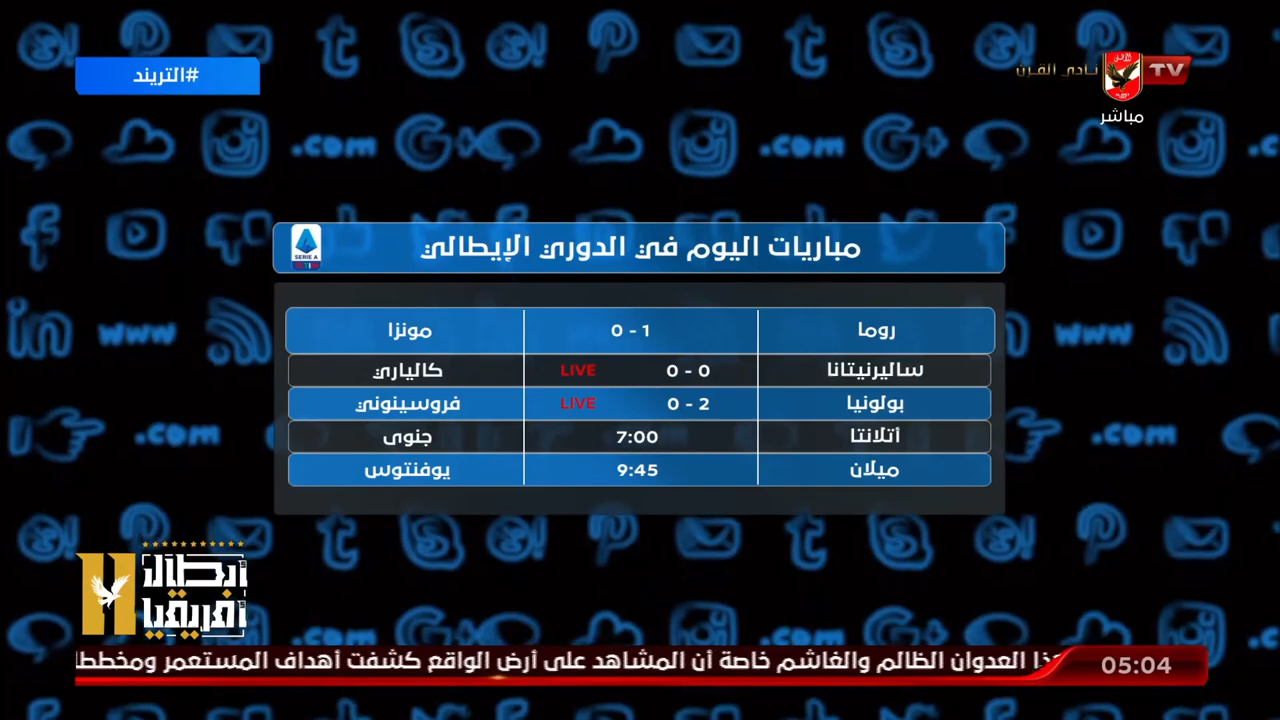 #التريند
نادي القرن
TV
مباشر
مباريات اليوم في الدوري الإيطالي
SERIE A
روما 1 - 0 مونزا
ساليرنيتانا 0 - 0 LIVE كالياري
بولونيا 2 - 0 LIVE فروسينوني
أتلانتا 7:00 جنوى
ميلان 9:45 يوفنتوس
أبطال
أفريقيا
11
05:04
العدوان الظالم والغاشم خاصة أن المشاهد على أرض الواقع كشفت أهداف المستعمر